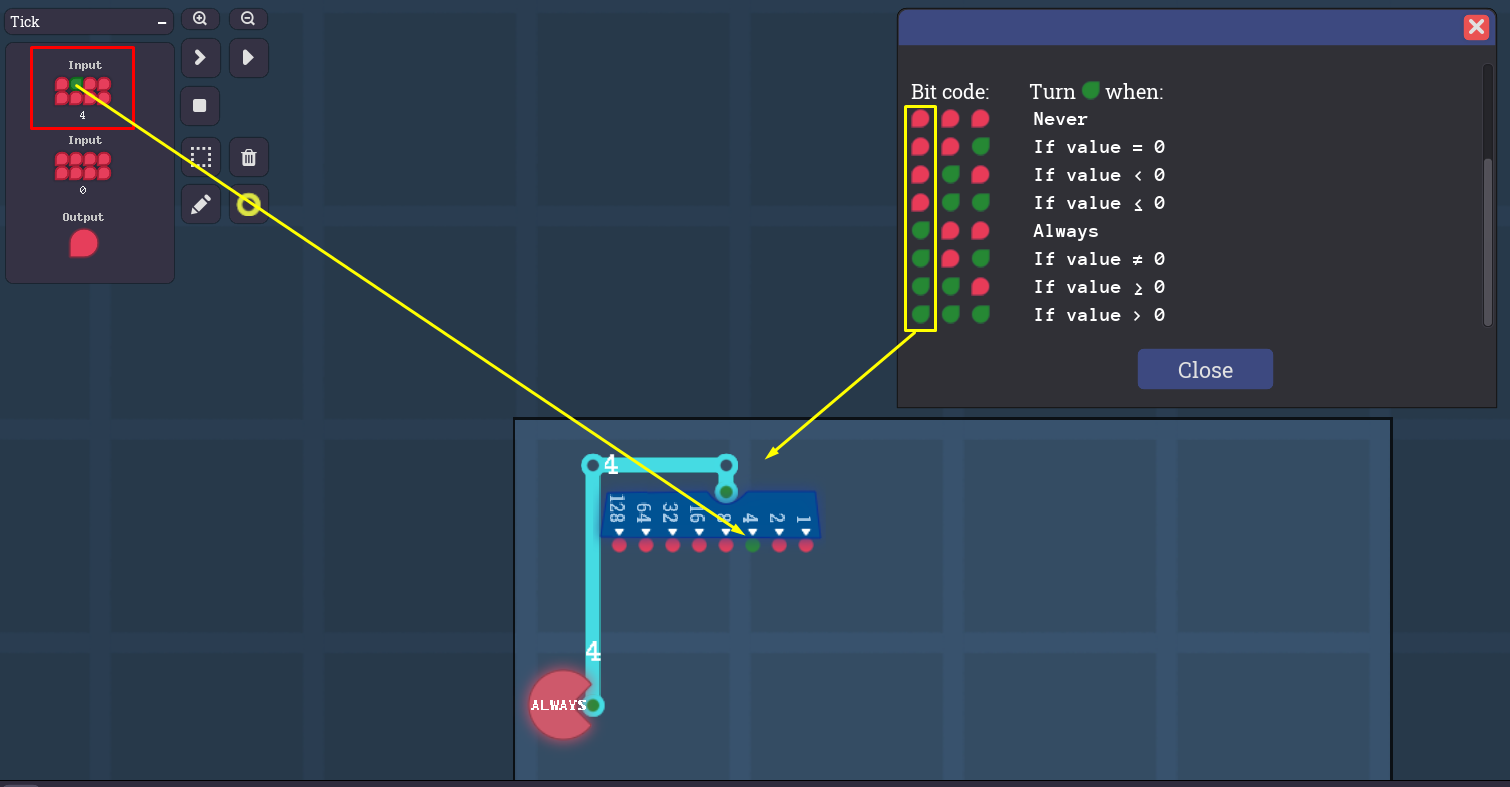 Tick
Input
4
Input
0
Output
Bit code: Turn when:
Never
If value = 0
If value < 0
If value ≤ 0
Always
If value ≠ 0
If value ≥ 0
If value > 0
Close
4
128 64 32 16 8 4 2 1
4
ALWAYS